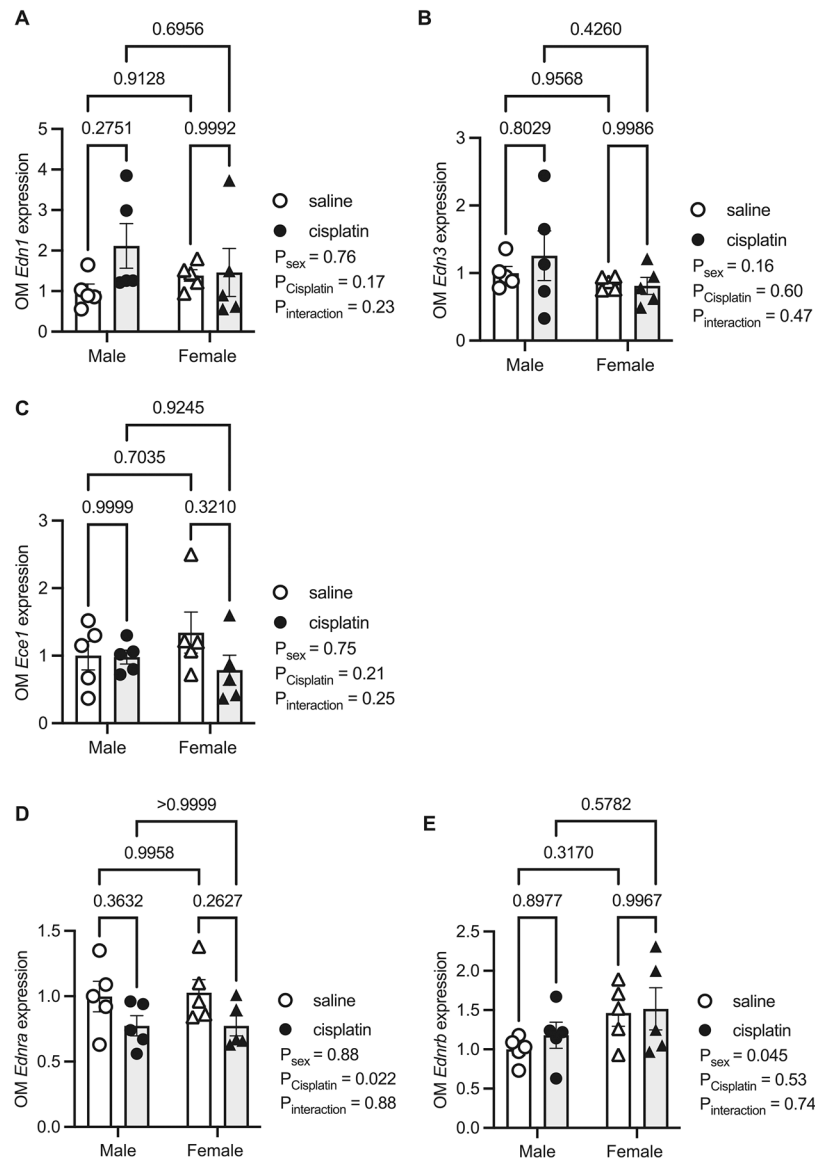 A
0.6956
0.9128
0.2751 0.9992
5
4
3
2
1
0
OM Edn1 expression
Male Female
saline
cisplatin
Psex = 0.76
PCisplatin = 0.17
Pinteraction = 0.23
B
0.4260
0.9568
0.8029 0.9986
3
2
1
0
OM Edn3 expression
Male Female
saline
cisplatin
Psex = 0.16
PCisplatin = 0.60
Pinteraction = 0.47
C
0.9245
0.7035
0.9999 0.3210
3
2
1
0
OM Ece1 expression
Male Female
saline
cisplatin
Psex = 0.75
PCisplatin = 0.21
Pinteraction = 0.25
D
>0.9999
0.9958
0.3632 0.2627
1.5
1.0
0.5
0.0
OM Ednra expression
Male Female
saline
cisplatin
Psex = 0.88
PCisplatin = 0.022
Pinteraction = 0.88
E
0.5782
0.3170
0.8977 0.9967
2.5
2.0
1.5
1.0
0.5
0.0
OM Ednrb expression
Male Female
saline
cisplatin
Psex = 0.045
PCisplatin = 0.53
Pinteraction = 0.74